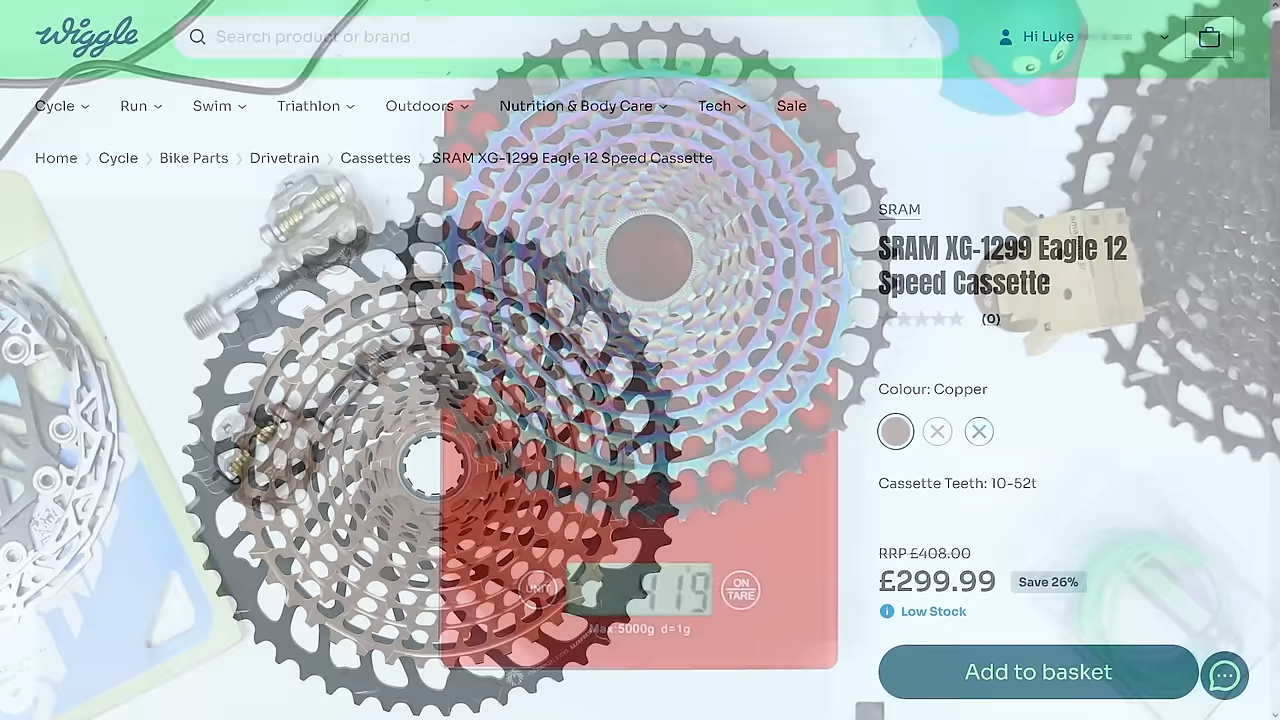 wiggle
Search product or brand
Hi Luke
Cycle Run Swim Triathlon Outdoors Nutrition & Body Care Tech Sale
Home Cycle Bike Parts Drivetrain Cassettes SRAM XG-1299 Eagle 12 Speed Cassette
SRAM
SRAM XG-1299 Eagle 12
Speed Cassette
(0)
Colour: Copper
Cassette Teeth: 10-52t
RRP £408.00
£299.99 Save 26%
Low Stock
Add to basket
UNIT
ON
TARE
Max:5000g d=1g